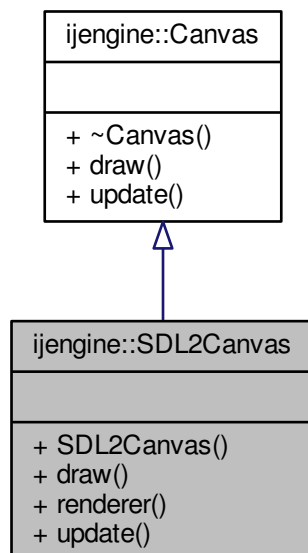 ijengine::Canvas
+ ~Canvas()
+ draw()
+ update()
ijengine::SDL2Canvas
+ SDL2Canvas()
+ draw()
+ renderer()
+ update()